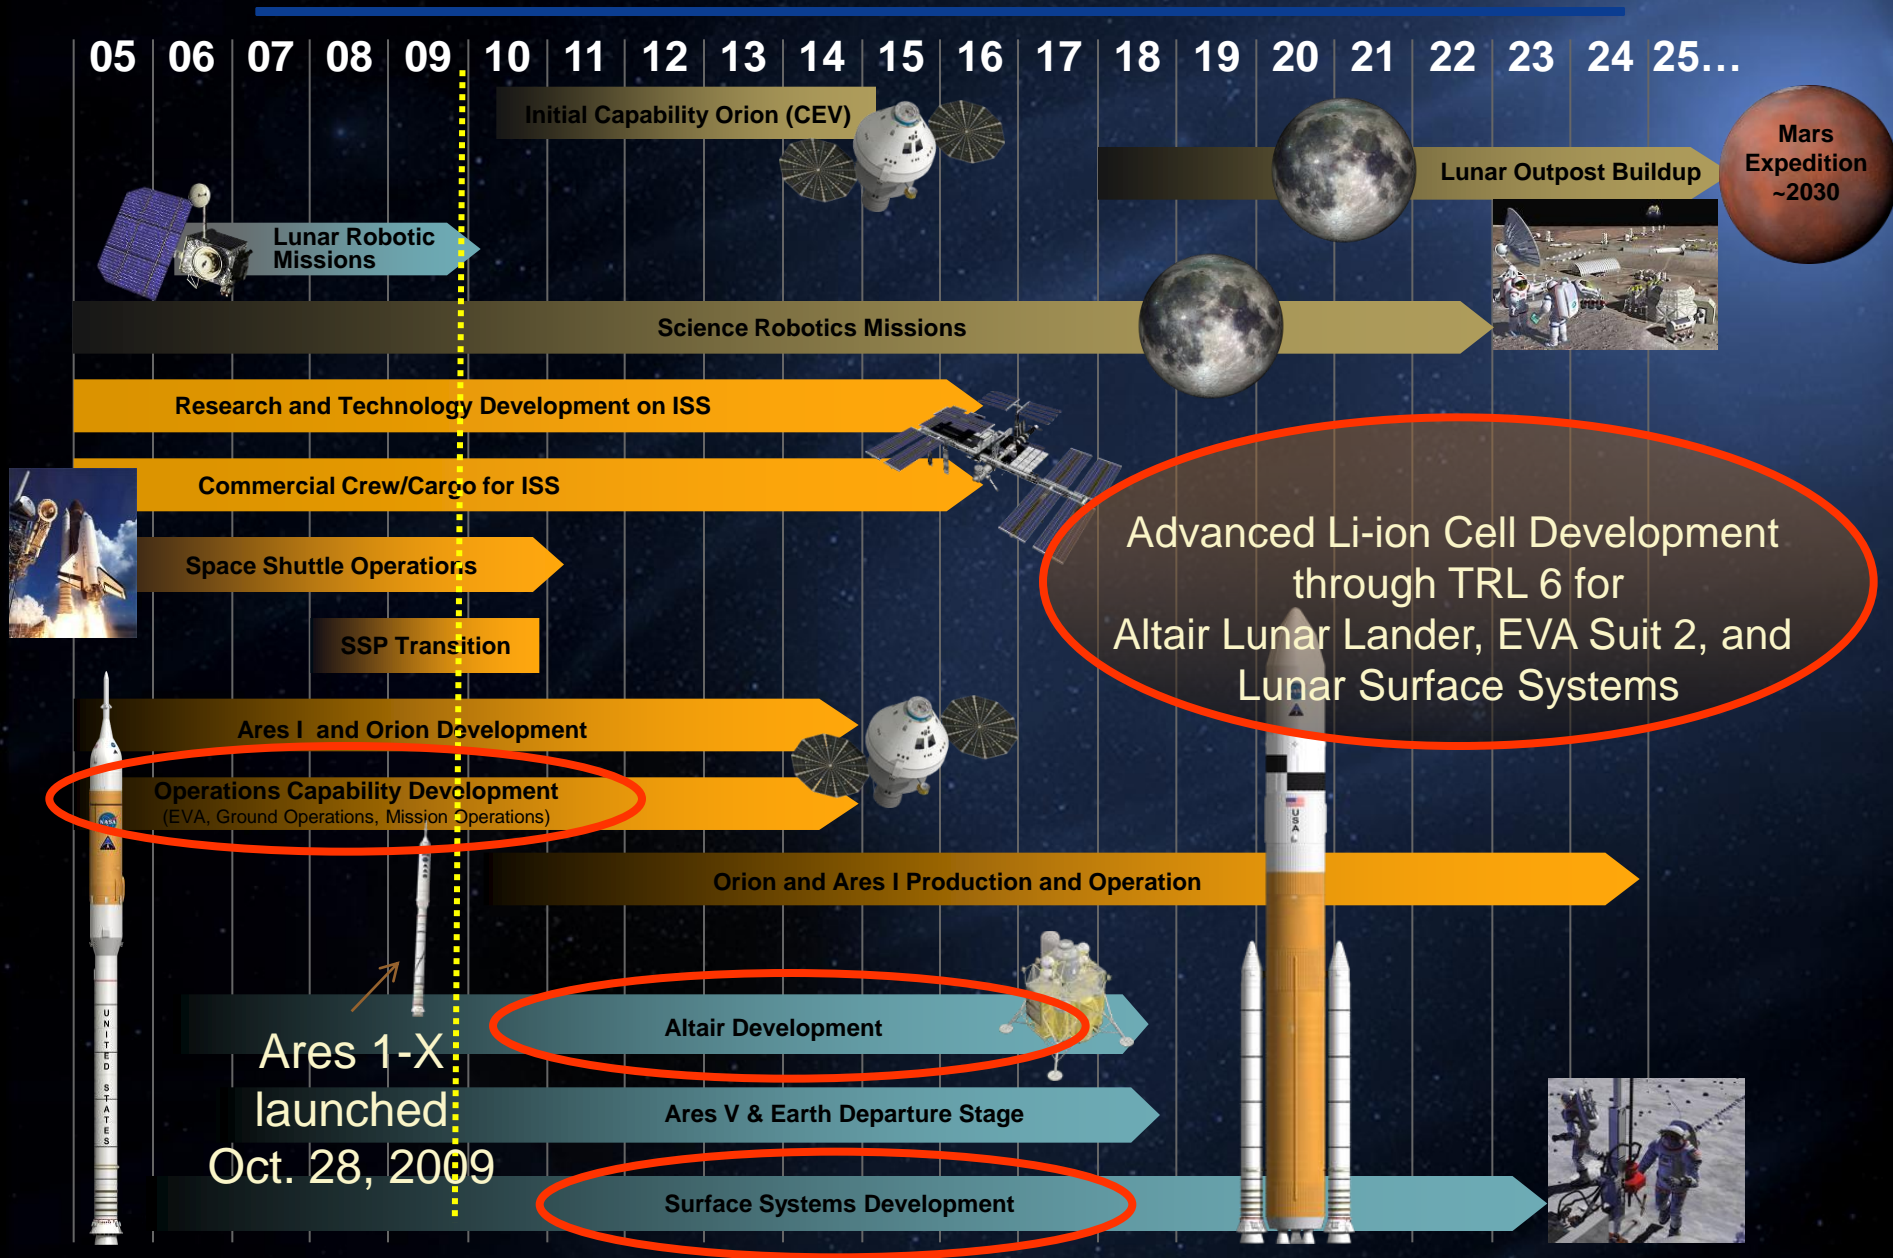 05 06 07 08 09 10 11 12 13 14 15 16 17 18 19 20 21 22 23 24 25…
Initial Capability Orion (CEV)
Mars
Expedition
~2030
Lunar Outpost Buildup
Lunar Robotic
Missions
Science Robotics Missions
Research and Technology Development on ISS
Commercial Crew/Cargo for ISS
Advanced Li-ion Cell Development
through TRL 6 for
Altair Lunar Lander, EVA Suit 2, and
Lunar Surface Systems
Space Shuttle Operations
SSP Transition
Ares I and Orion Development
Operations Capability Development
(EVA, Ground Operations, Mission Operations)
NASA
USA
Orion and Ares I Production and Operation
UNITED STATES
Altair Development
Ares 1-X
launched
Oct. 28, 2009
Ares V & Earth Departure Stage
Surface Systems Development